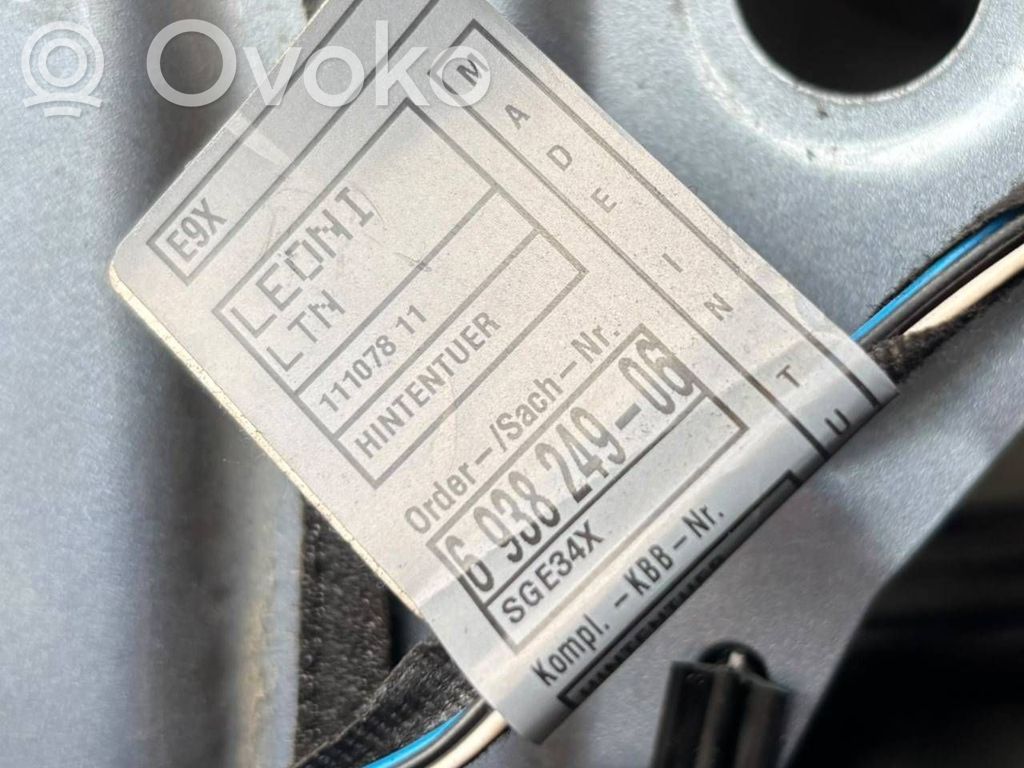 Ovoko
E9X
LEONI
LTN
111078 11
HINTENTUER
Order-/Sach-Nr.
6 938 249-06
SGE34X
Kompl.-KBB-Nr.
MADE IN TU